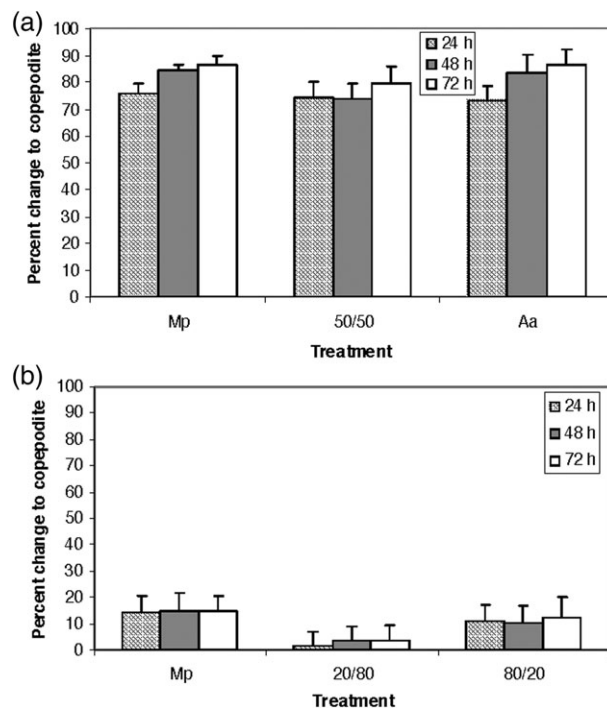 (a)
100
90
80
70
60
50
40
30
20
10
0
Percent change to copepodite
24 h
48 h
72 h
Mp 50/50 Aa
Treatment
(b)
100
90
80
70
60
50
40
30
20
10
0
Percent change to copepodite
24 h
48 h
72 h
Mp 20/80 80/20
Treatment